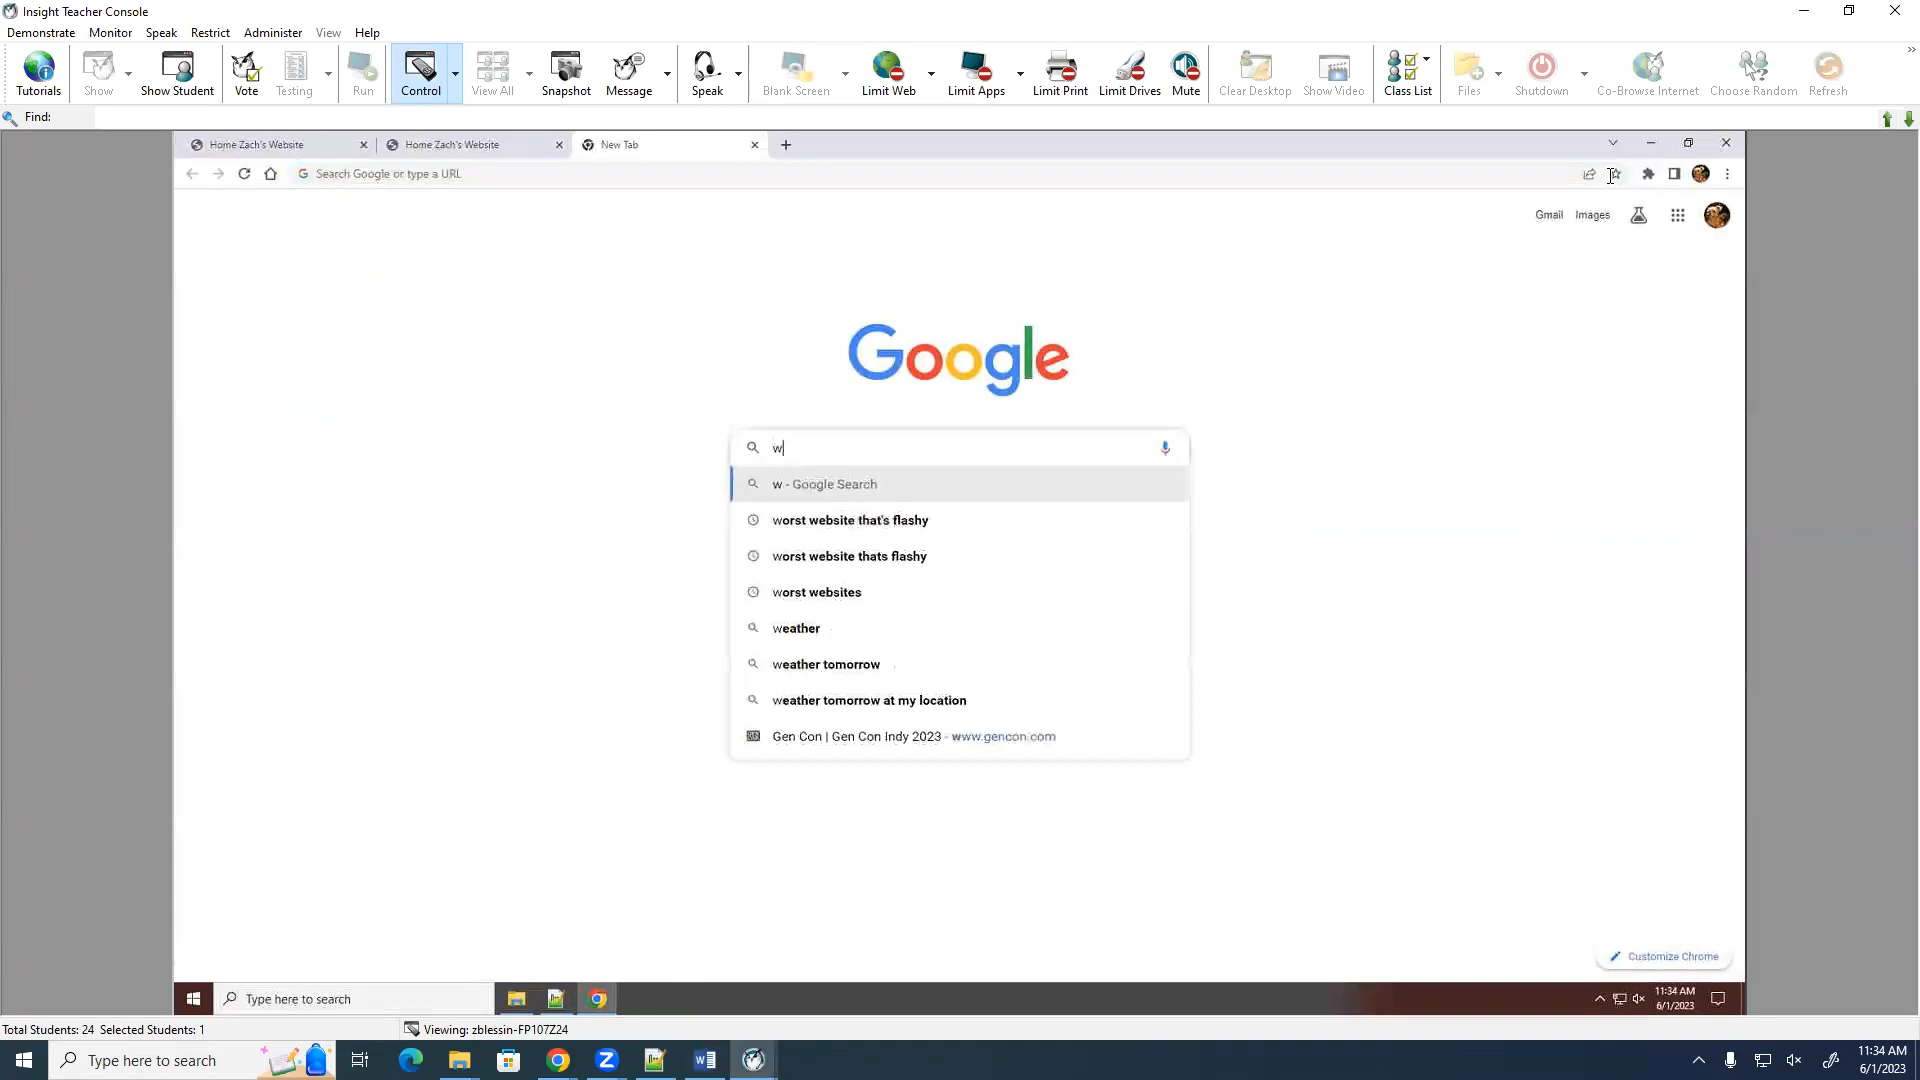 Insight Teacher Console
Demonstrate Monitor Speak Restrict Administer View Help
Tutorials Show Show Student Vote Testing Run Control View All Snapshot Message Speak Blank Screen Limit Web Limit Apps Limit Print Limit Drives Mute Clear Desktop Show Video Class List Files Shutdown Co-Browse Internet Choose Random Refresh
Find:
Home Zach's Website Home Zach's Website New Tab
Search Google or type a URL
Gmail Images
Google
w
w - Google Search
worst website that's flashy
worst website thats flashy
worst websites
weather
weather tomorrow
weather tomorrow at my location
Gen Con | Gen Con Indy 2023 - www.gencon.com
Customize Chrome
Type here to search
11:34 AM
6/1/2023
Total Students: 24 Selected Students: 1 Viewing: zblessin-FP107Z24
Type here to search
11:34 AM
6/1/2023